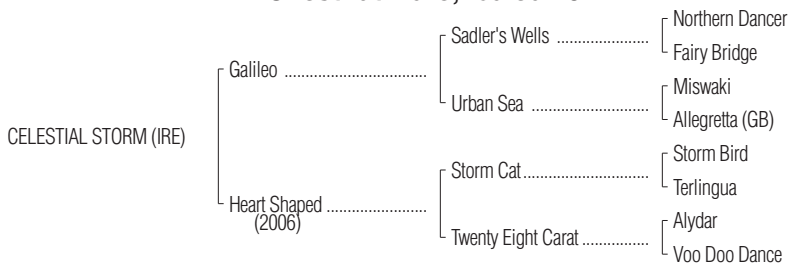 Northern Dancer
Sadler's Wells ......................
Fairy Bridge
Galileo .................................
Miswaki
Urban Sea ............................
Allegretta (GB)
CELESTIAL STORM (IRE)
Storm Bird
Storm Cat..............................
Terlingua
Heart Shaped .......................
(2006)
Alydar
Twenty Eight Carat ................
Voo Doo Dance